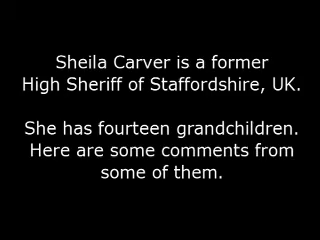 Sheila Carver is a former
High Sheriff of Staffordshire, UK.
She has fourteen grandchildren.
Here are some comments from
some of them.